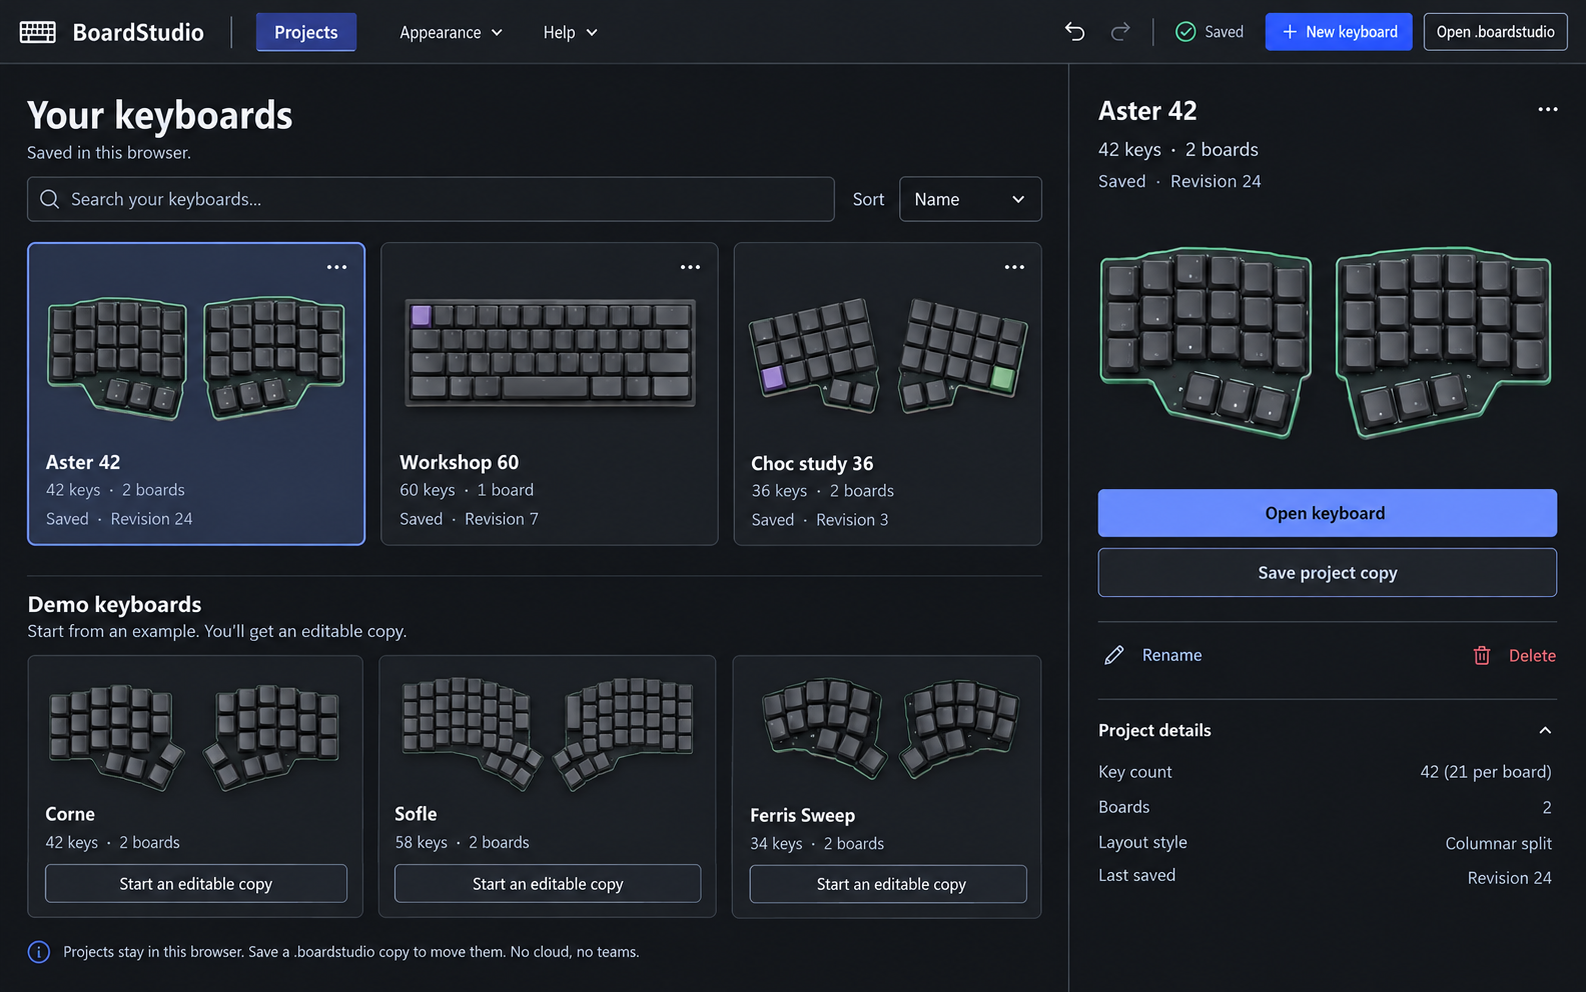 BoardStudio
Projects
Appearance
Help
Saved
+ New keyboard
Open .boardstudio
Your keyboards
Saved in this browser.
Search your keyboards...
Sort
Name
Aster 42
42 keys · 2 boards
Saved · Revision 24
Workshop 60
60 keys · 1 board
Saved · Revision 7
Choc study 36
36 keys · 2 boards
Saved · Revision 3
Demo keyboards
Start from an example. You'll get an editable copy.
Corne
42 keys · 2 boards
Start an editable copy
Sofle
58 keys · 2 boards
Start an editable copy
Ferris Sweep
34 keys · 2 boards
Start an editable copy
Projects stay in this browser. Save a .boardstudio copy to move them. No cloud, no teams.
Aster 42
42 keys · 2 boards
Saved · Revision 24
Open keyboard
Save project copy
Rename
Delete
Project details
Key count 42 (21 per board)
Boards 2
Layout style Columnar split
Last saved Revision 24